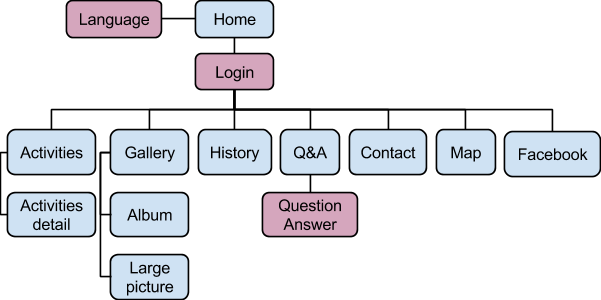 Language
Home
Login
Activities
Gallery
History
Q&A
Contact
Map
Facebook
Activities
detail
Album
Question
Answer
Large
picture